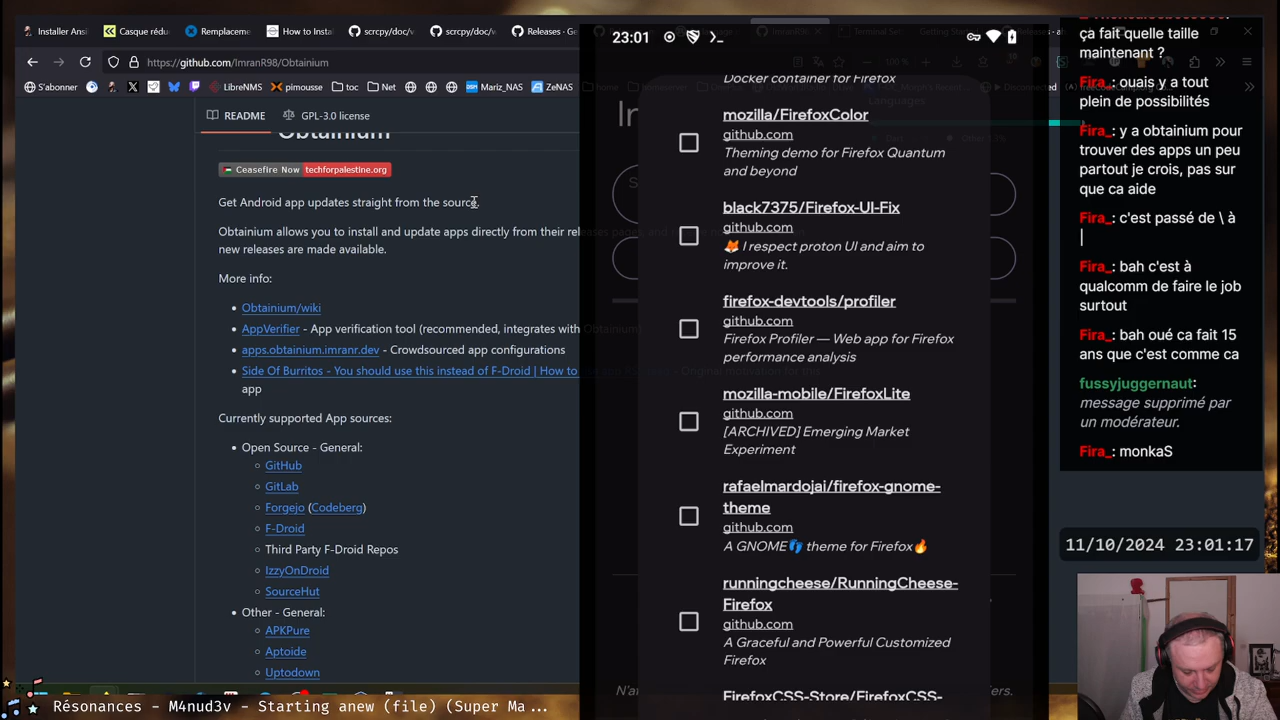 Installer Ansi
Casque rédu
Remplaceme
How to Install
scrcpy/doc/v
scrcpy/doc/v
Releases · G
https://github.com/ImranR98/Obtainium
S'abonner
LibreNMS
pimousse
toc
Net
Mariz_NAS
ZeNAS
README
GPL-3.0 license
Obtainium
Ceasefire Now techforpalestine.org
Get Android app updates straight from the source.
Obtainium allows you to install and update apps directly from their releases pages, and
new releases are made available.
More info:
Obtainium/wiki
AppVerifier - App verification tool (recommended, integrates with Obtainium)
apps.obtainium.imranr.dev - Crowdsourced app configurations
Side Of Burritos - You should use this instead of F-Droid | How to
app
Currently supported App sources:
Open Source - General:
GitHub
GitLab
Forgejo (Codeberg)
F-Droid
Third Party F-Droid Repos
IzzyOnDroid
SourceHut
Other - General:
APKPure
Aptoide
Uptodown
23:01
Docker container for Firefox
mozilla/FirefoxColor
github.com
Theming demo for Firefox Quantum
and beyond
black7375/Firefox-UI-Fix
github.com
🦊 I respect proton UI and aim to
improve it.
firefox-devtools/profiler
github.com
Firefox Profiler — Web app for Firefox
performance analysis
mozilla-mobile/FirefoxLite
github.com
[ARCHIVED] Emerging Market
Experiment
rafaelmardojai/firefox-gnome-
theme
github.com
A GNOME👣 theme for Firefox🔥
runningcheese/RunningCheese-
Firefox
github.com
A Graceful and Powerful Customized
Firefox
FirefoxCSS-Store/FirefoxCSS-
ça fait quelle taille
maintenant ?
Fira_: ouais y a tout
plein de possibilités
Fira_: y a obtainium pour
trouver des apps un peu
partout je crois, pas sur
que ca aide
Fira_: c'est passé de \ à
|
Fira_: bah c'est à
qualcomm de faire le job
surtout
Fira_: bah oué ca fait 15
ans que c'est comme ca
fussyjuggernaut:
message supprimé par
un modérateur.
Fira_: monkaS
11/10/2024 23:01:17
Résonances - M4nud3v - Starting anew (file) (Super Ma...